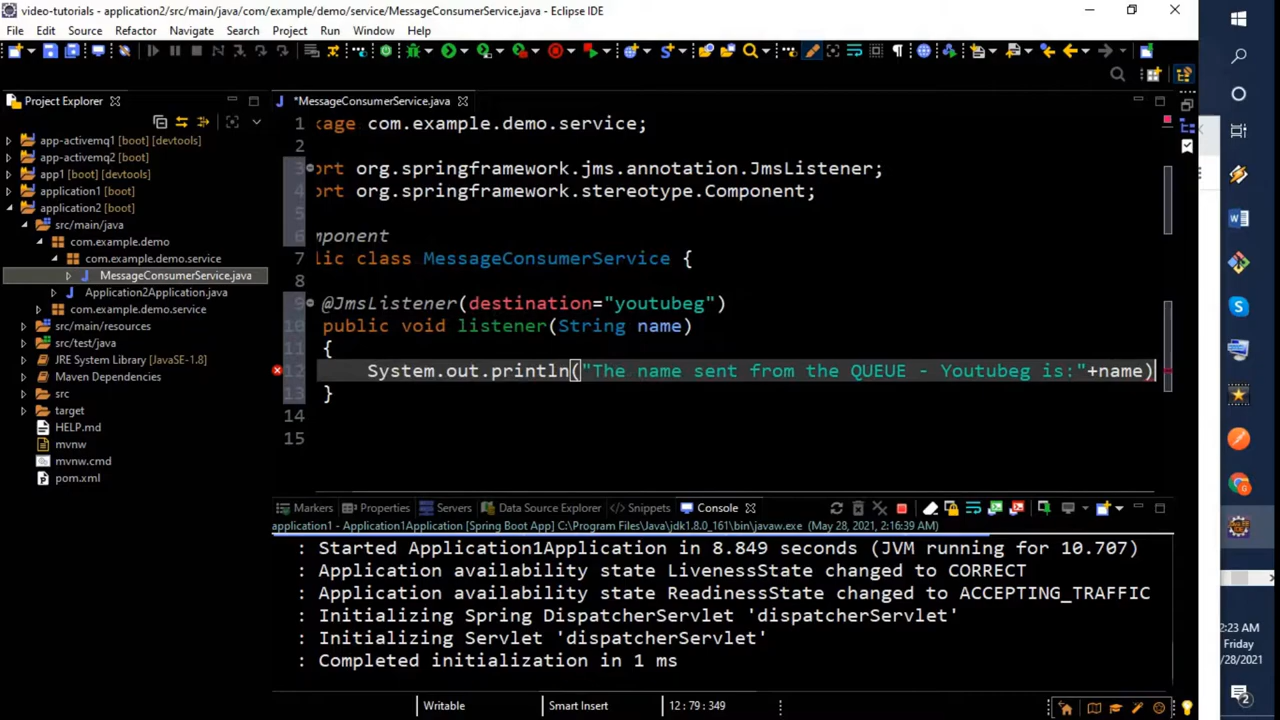 video-tutorials - application2/src/main/java/com/example/demo/service/MessageConsumerService.java - Eclipse IDE
File Edit Source Refactor Navigate Search Project Run Window Help
Project Explorer
*MessageConsumerService.java
app-activemq1 [boot] [devtools]
app-activemq2 [boot]
app1 [boot] [devtools]
application1 [boot]
application2 [boot]
src/main/java
com.example.demo
com.example.demo.service
MessageConsumerService.java
Application2Application.java
com.example.demo.service
src/main/resources
src/test/java
JRE System Library [JavaSE-1.8]
Maven Dependencies
src
target
HELP.md
mvnw
mvnw.cmd
pom.xml
1 kage com.example.demo.service;
2
3 ort org.springframework.jms.annotation.JmsListener;
4 ort org.springframework.stereotype.Component;
5
6 mponent
7 lic class MessageConsumerService {
8
9 @JmsListener(destination="youtubeg")
10 public void listener(String name)
11 {
12 System.out.println("The name sent from the QUEUE - Youtubeg is:"+name)
13 }
14
15
Markers Properties Servers Data Source Explorer Snippets Console
application1 - Application1Application [Spring Boot App] C:\Program Files\Java\jdk1.8.0_161\bin\javaw.exe (May 28, 2021, 2:16:39 AM)
: Started Application1Application in 8.849 seconds (JVM running for 10.707)
: Application availability state LivenessState changed to CORRECT
: Application availability state ReadinessState changed to ACCEPTING_TRAFFIC
: Initializing Spring DispatcherServlet 'dispatcherServlet'
: Initializing Servlet 'dispatcherServlet'
: Completed initialization in 1 ms
Writable Smart Insert 12 : 79 : 349
2:23 AM
Friday
/28/2021
2